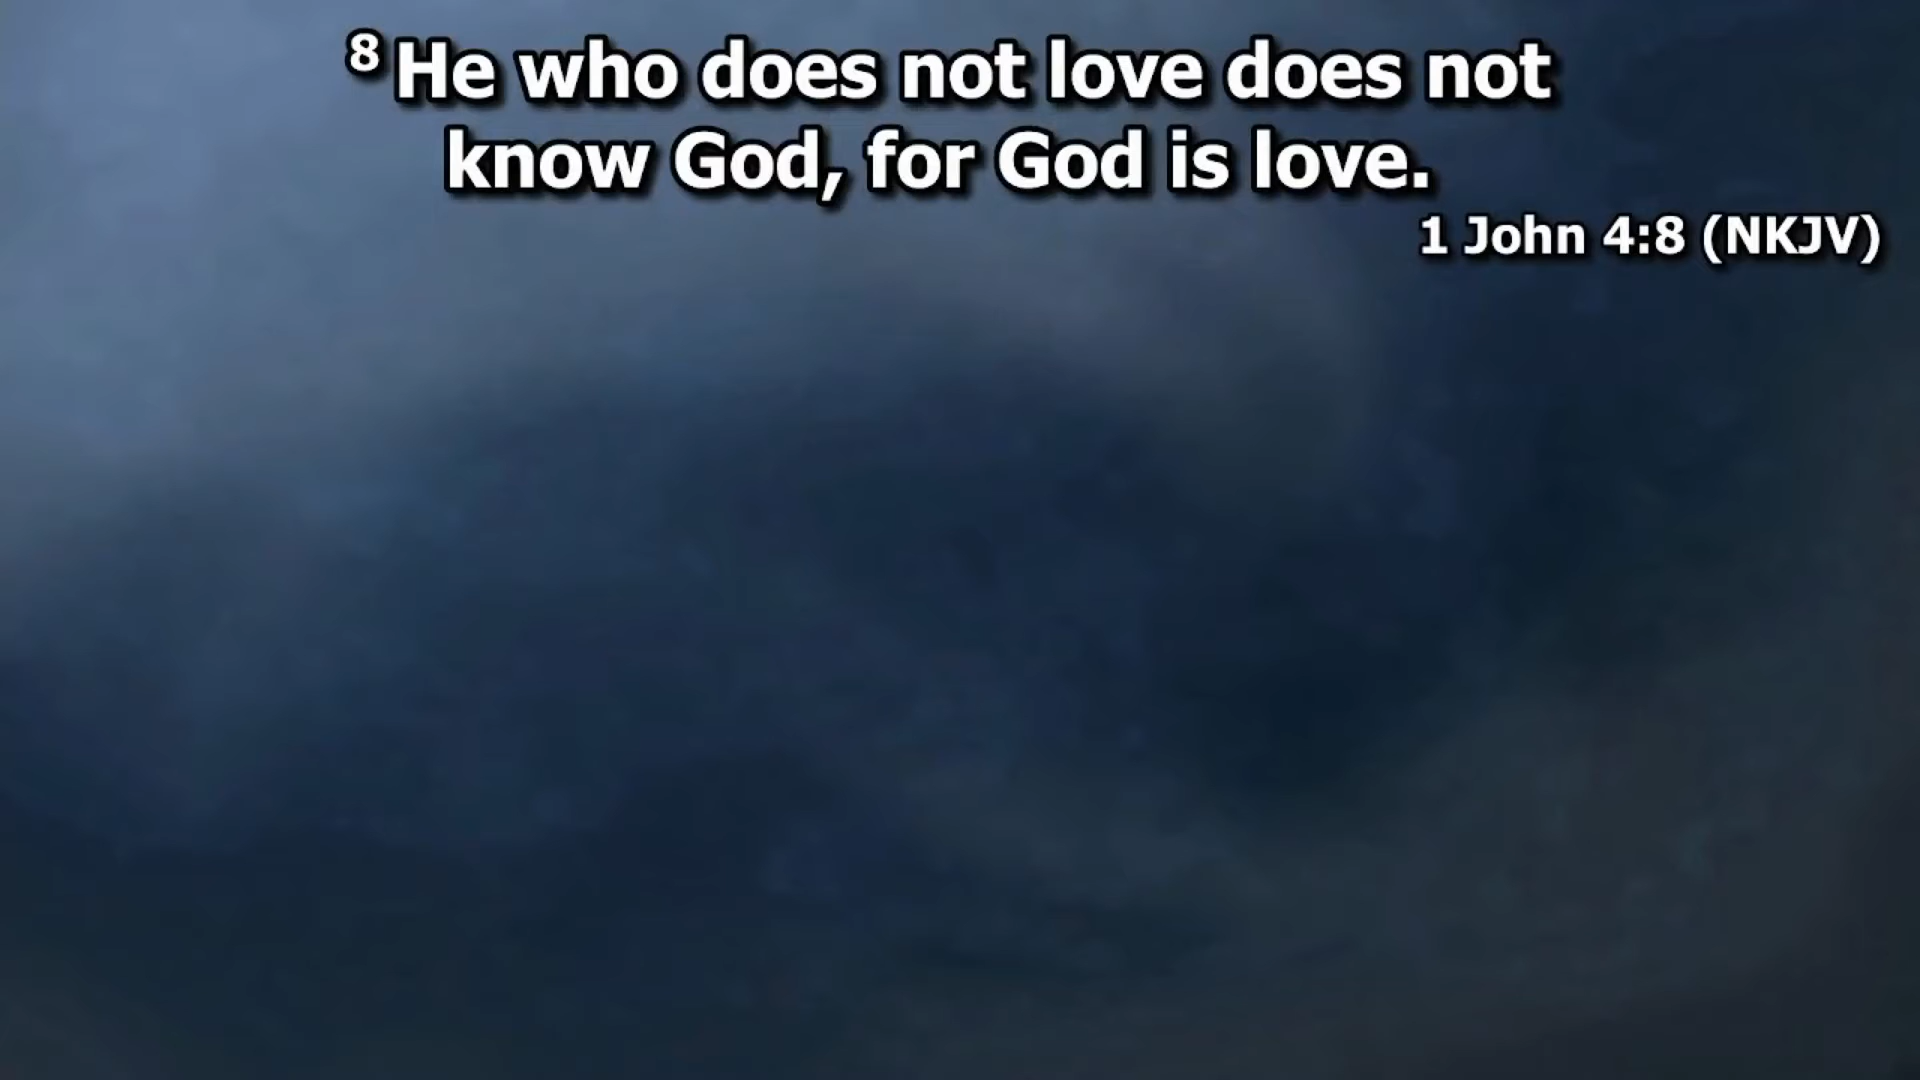 8 He who does not love does not
know God, for God is love.
1 John 4:8 (NKJV)